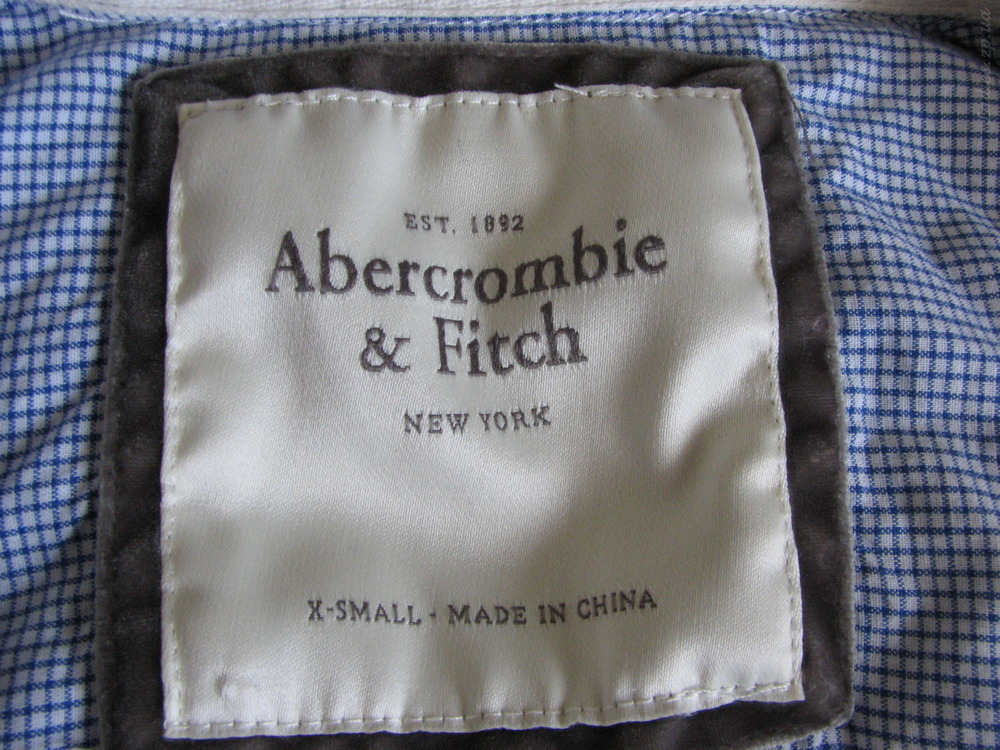 EST. 1892
Abercrombie
& Fitch
NEW YORK
X-SMALL - MADE IN CHINA